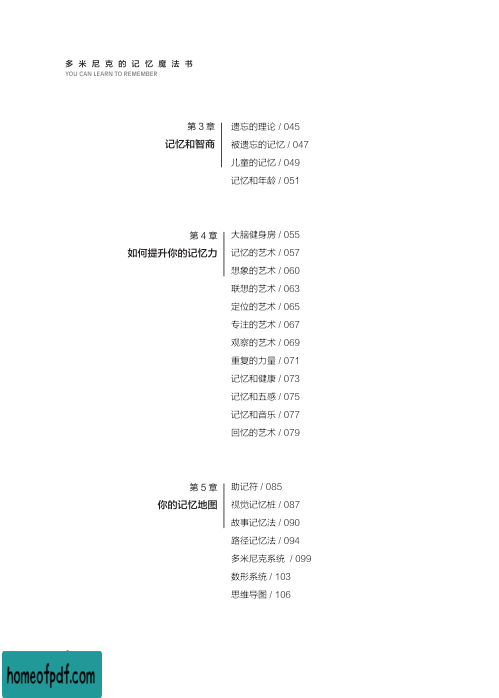 多米尼克的记忆魔法书
YOU CAN LEARN TO REMEMBER
第 3 章
记忆和智商
遗忘的理论 / 045
被遗忘的记忆 / 047
儿童的记忆 / 049
记忆和年龄 / 051
第 4 章
如何提升你的记忆力
大脑健身房 / 055
记忆的艺术 / 057
想象的艺术 / 060
联想的艺术 / 063
定位的艺术 / 065
专注的艺术 / 067
观察的艺术 / 069
重复的力量 / 071
记忆和健康 / 073
记忆和五感 / 075
记忆和音乐 / 077
回忆的艺术 / 079
第 5 章
你的记忆地图
助记符 / 085
视觉记忆桩 / 087
故事记忆法 / 090
路径记忆法 / 094
多米尼克系统 / 099
数形系统 / 103
思维导图 / 106
homeofpdf.com